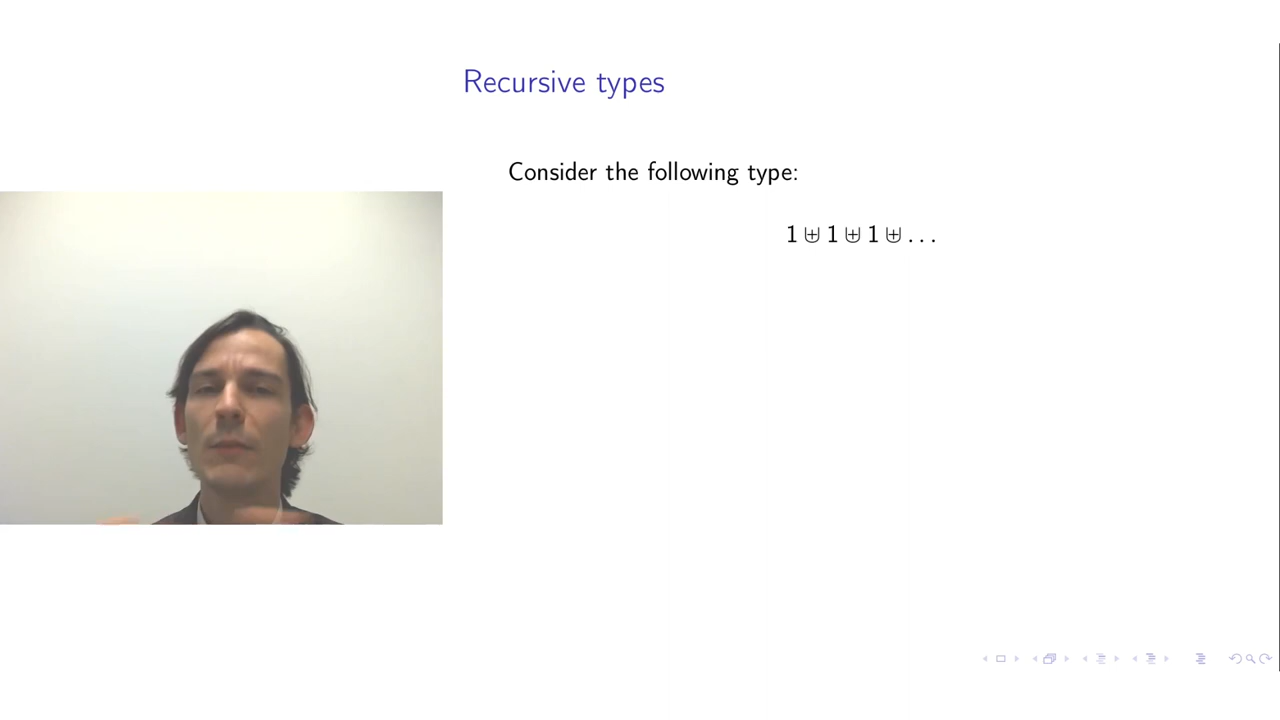 Recursive types
Consider the following type:
1 ⊎ 1 ⊎ 1 ⊎ . . .